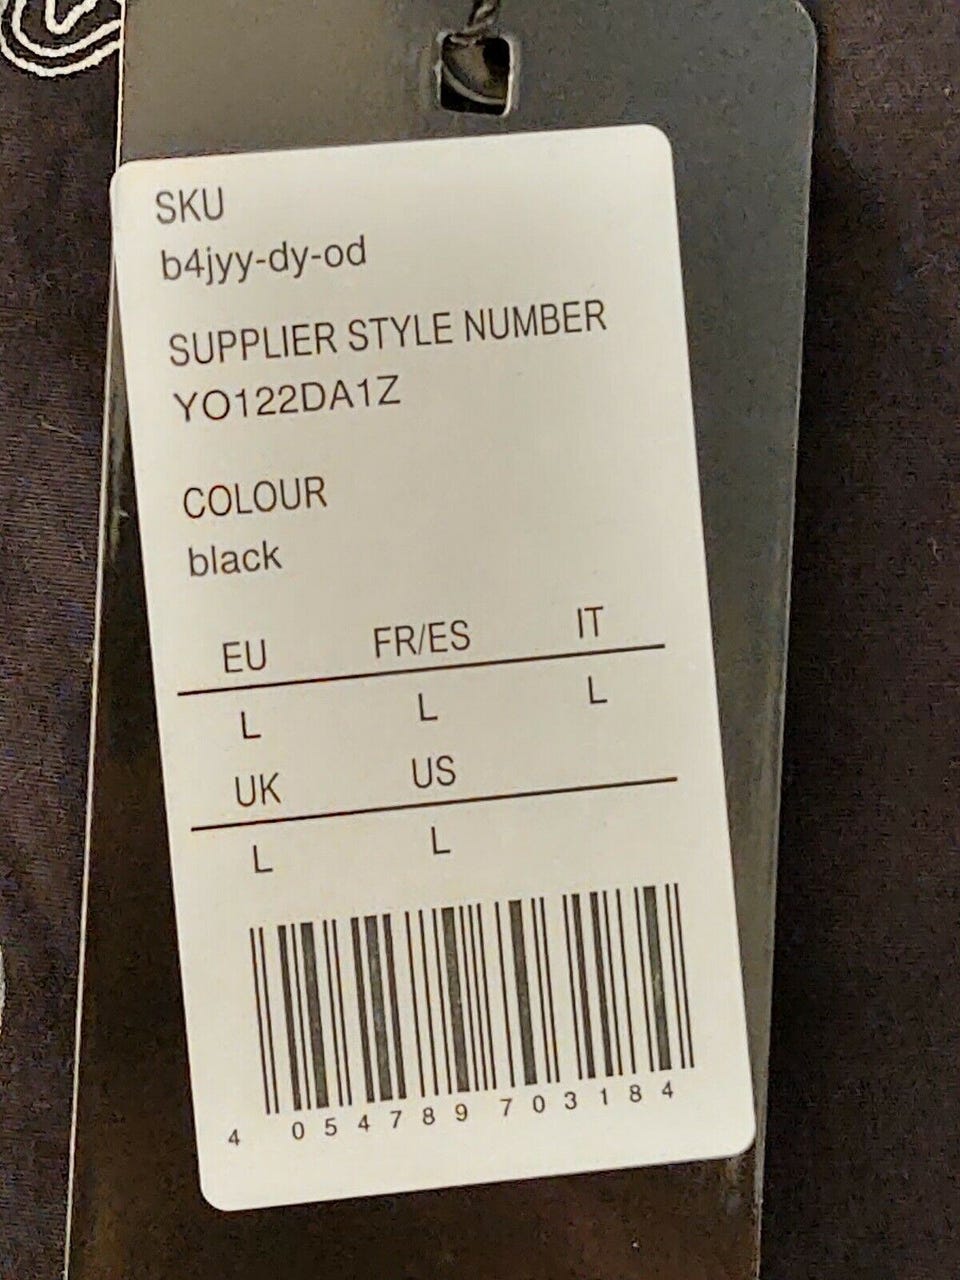 SKU
b4jyy-dy-od
SUPPLIER STYLE NUMBER
YO122DA1Z
COLOUR
black
EU FR/ES IT
L L L
UK US
L L
4 054789 703184